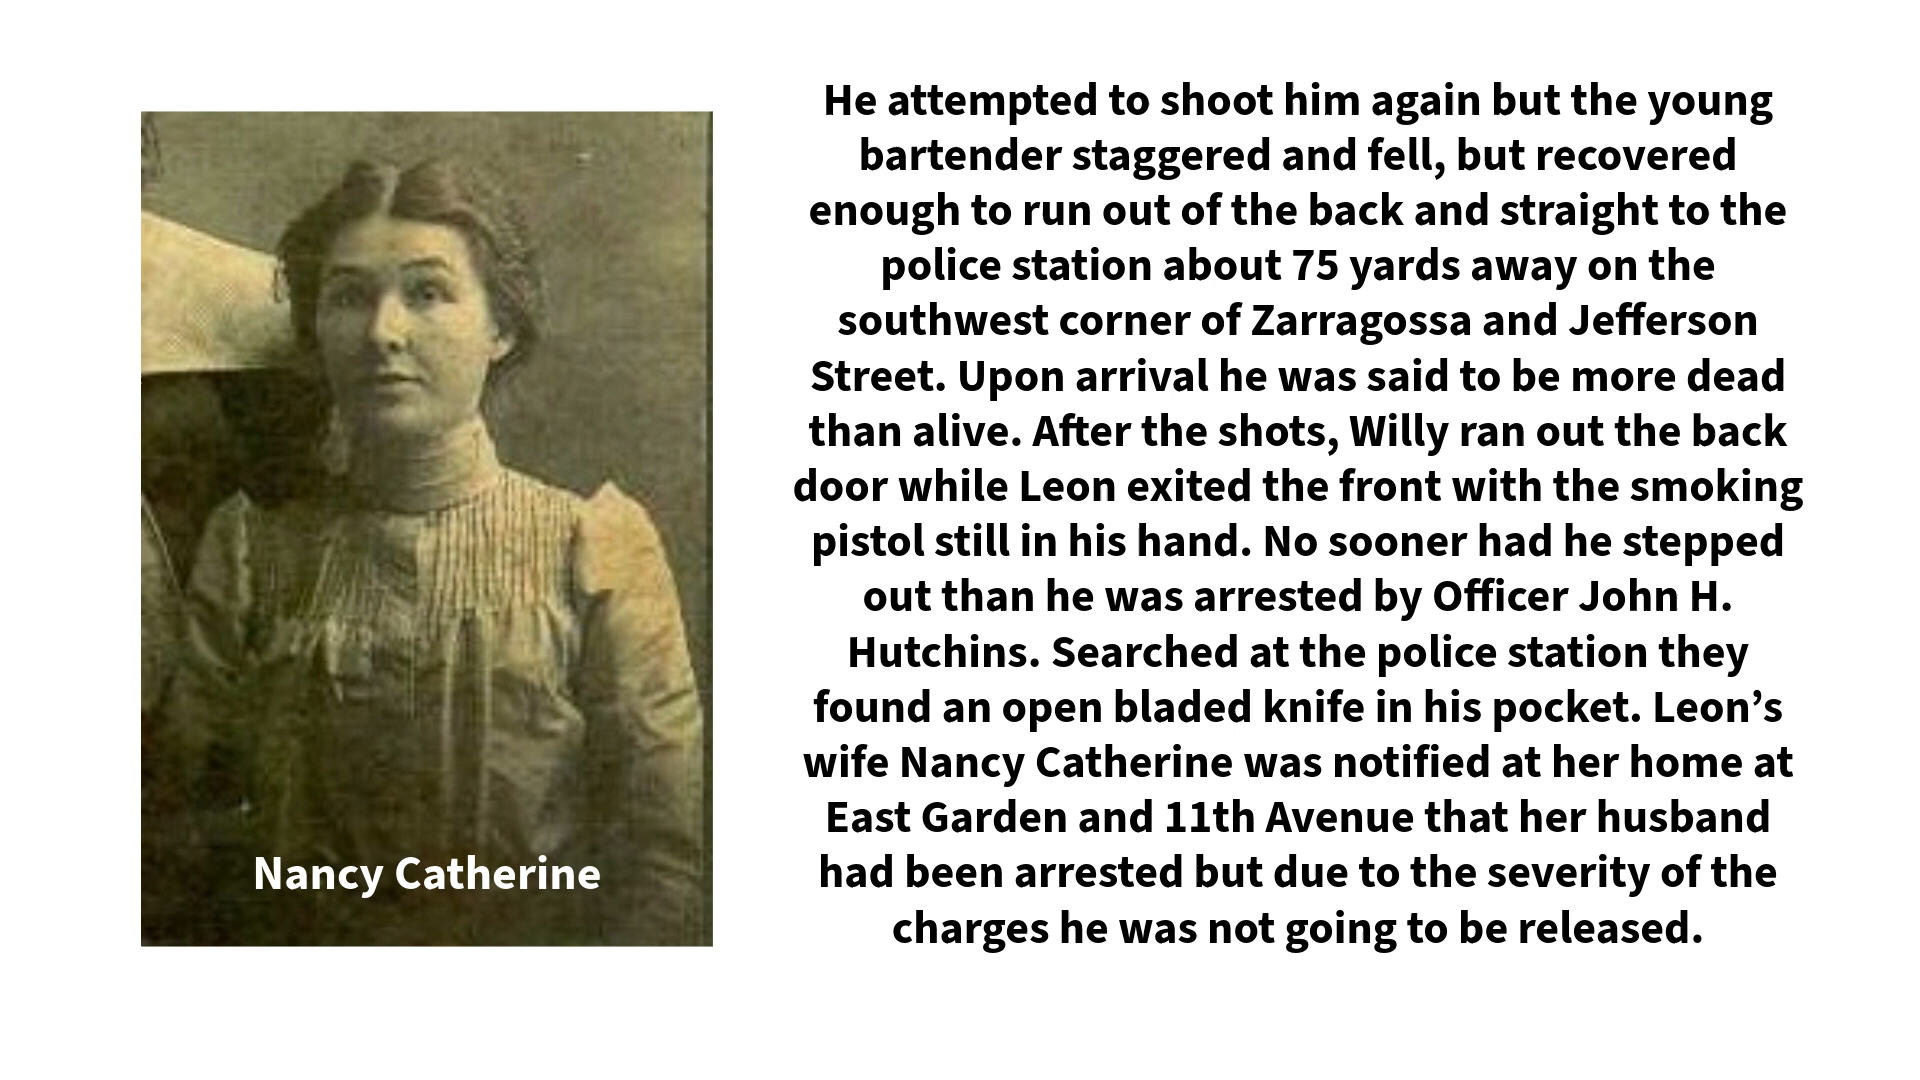 He attempted to shoot him again but the young
bartender staggered and fell, but recovered
enough to run out of the back and straight to the
police station about 75 yards away on the
southwest corner of Zarragossa and Jefferson
Street. Upon arrival he was said to be more dead
than alive. After the shots, Willy ran out the back
door while Leon exited the front with the smoking
pistol still in his hand. No sooner had he stepped
out than he was arrested by Officer John H.
Hutchins. Searched at the police station they
found an open bladed knife in his pocket. Leon’s
wife Nancy Catherine was notified at her home at
East Garden and 11th Avenue that her husband
had been arrested but due to the severity of the
charges he was not going to be released.
Nancy Catherine